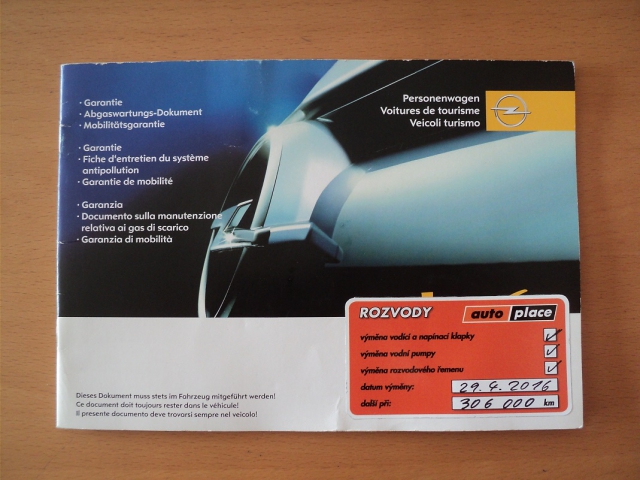 · Garantie
· Abgaswartungs-Dokument
· Mobilitätsgarantie
· Garantie
· Fiche d'entretien du système
antipollution
· Garantie de mobilité
· Garanzia
· Documento sulla manutenzione
relativa ai gas di scarico
· Garanzia di mobilità
Personenwagen
Voitures de tourisme
Veicoli turismo
ROZVODY auto place
výměna vodící a napínací klapky
výměna vodní pumpy
výměna rozvodového řemenu
datum výměny: 29.4.2016
další při: 306 000 km
Dieses Dokument muss stets im Fahrzeug mitgeführt werden!
Ce document doit toujours rester dans le véhicule!
Il presente documento deve trovarsi sempre nel veicolo!